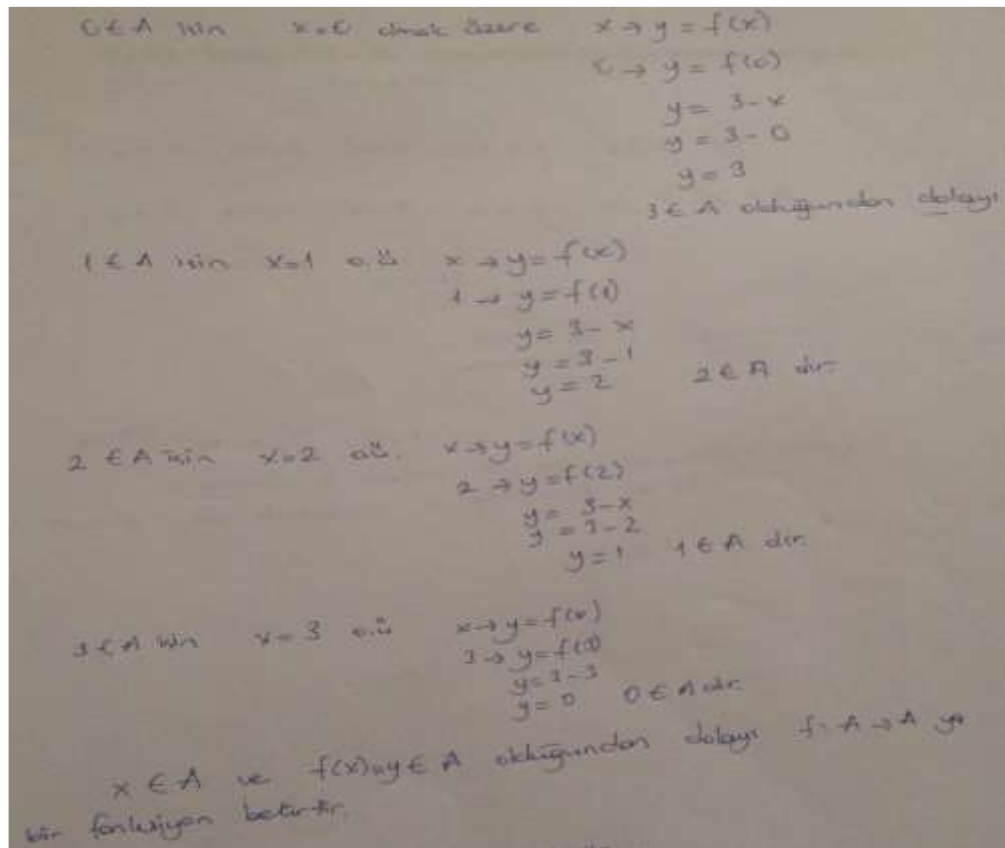 0 ∈ A için x=0 olmak üzere x → y = f(x)
0 → y = f(0)
y = 3-x
y = 3-0
y = 3
3 ∈ A olduğundan dolayı
1 ∈ A için x=1 o.ü x → y = f(x)
1 → y = f(1)
y = 3-x
y = 3-1
y = 2 2 ∈ A dır
2 ∈ A için x=2 o.ü. x → y = f(x)
2 → y = f(2)
y = 3-x
y = 3-2
y = 1 1 ∈ A dır
3 ∈ A için x=3 o.ü x → y = f(x)
3 → y = f(3)
y = 3-3
y = 0 0 ∈ A dır.
x ∈ A ve f(x)=y ∈ A olduğundan dolayı f: A → A ya
bir fonksiyon belirtir.